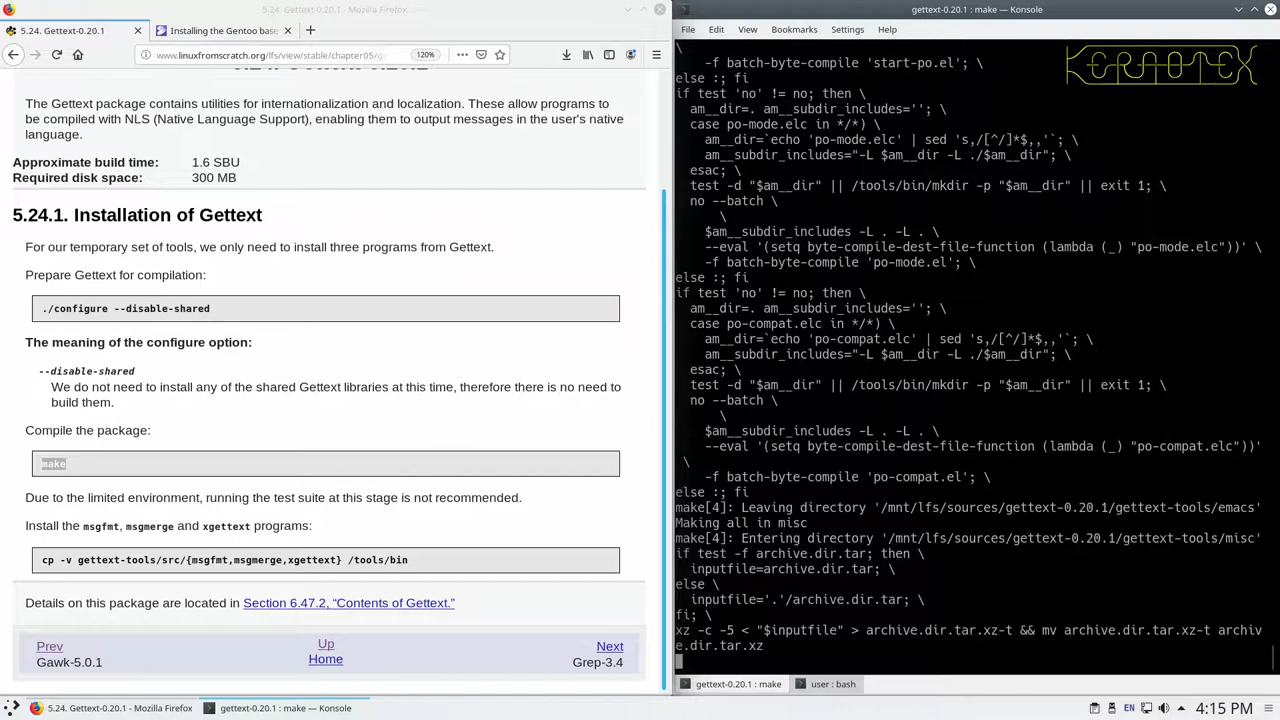 5.24. Gettext-0.20.1 - Mozilla Firefox
5.24. Gettext-0.20.1
Installing the Gentoo base
www.linuxfromscratch.org/lfs/view/stable/chapter05/g
120%
The Gettext package contains utilities for internationalization and localization. These allow programs to
be compiled with NLS (Native Language Support), enabling them to output messages in the user's native
language.
Approximate build time: 1.6 SBU
Required disk space: 300 MB
5.24.1. Installation of Gettext
For our temporary set of tools, we only need to install three programs from Gettext.
Prepare Gettext for compilation:
./configure --disable-shared
The meaning of the configure option:
--disable-shared
We do not need to install any of the shared Gettext libraries at this time, therefore there is no need to
build them.
Compile the package:
make
Due to the limited environment, running the test suite at this stage is not recommended.
Install the msgfmt, msgmerge and xgettext programs:
cp -v gettext-tools/src/{msgfmt,msgmerge,xgettext} /tools/bin
Details on this package are located in Section 6.47.2, “Contents of Gettext.”
Prev Up Next
Gawk-5.0.1 Home Grep-3.4
gettext-0.20.1 : make — Konsole
File Edit View Bookmarks Settings Help
\
-f batch-byte-compile 'start-po.el'; \
else :; fi
if test 'no' != no; then \
am__dir=. am__subdir_includes=''; \
case po-mode.elc in */*) \
am__dir=`echo 'po-mode.elc' | sed 's,/[^/]*$,,'`; \
am__subdir_includes="-L $am__dir -L ./$am__dir"; \
esac; \
test -d "$am__dir" || /tools/bin/mkdir -p "$am__dir" || exit 1; \
no --batch \
\
$am__subdir_includes -L . -L . \
--eval '(setq byte-compile-dest-file-function (lambda (_) "po-mode.elc"))' \
-f batch-byte-compile 'po-mode.el'; \
else :; fi
if test 'no' != no; then \
am__dir=. am__subdir_includes=''; \
case po-compat.elc in */*) \
am__dir=`echo 'po-compat.elc' | sed 's,/[^/]*$,,'`; \
am__subdir_includes="-L $am__dir -L ./$am__dir"; \
esac; \
test -d "$am__dir" || /tools/bin/mkdir -p "$am__dir" || exit 1; \
no --batch \
\
$am__subdir_includes -L . -L . \
--eval '(setq byte-compile-dest-file-function (lambda (_) "po-compat.elc"))'
\
-f batch-byte-compile 'po-compat.el'; \
else :; fi
make[4]: Leaving directory '/mnt/lfs/sources/gettext-0.20.1/gettext-tools/emacs'
Making all in misc
make[4]: Entering directory '/mnt/lfs/sources/gettext-0.20.1/gettext-tools/misc'
if test -f archive.dir.tar; then \
inputfile=archive.dir.tar; \
else \
inputfile='.'/archive.dir.tar; \
fi; \
xz -c -5 < "$inputfile" > archive.dir.tar.xz-t && mv archive.dir.tar.xz-t archiv
e.dir.tar.xz
gettext-0.20.1 : make
user : bash
5.24. Gettext-0.20.1 - Mozilla Firefox
gettext-0.20.1 : make — Konsole
EN
4:15 PM